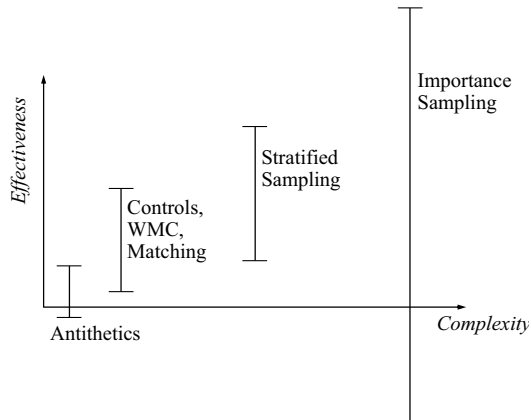 Effectiveness
Importance
Sampling
Stratified
Sampling
Controls,
WMC,
Matching
Antithetics
Complexity